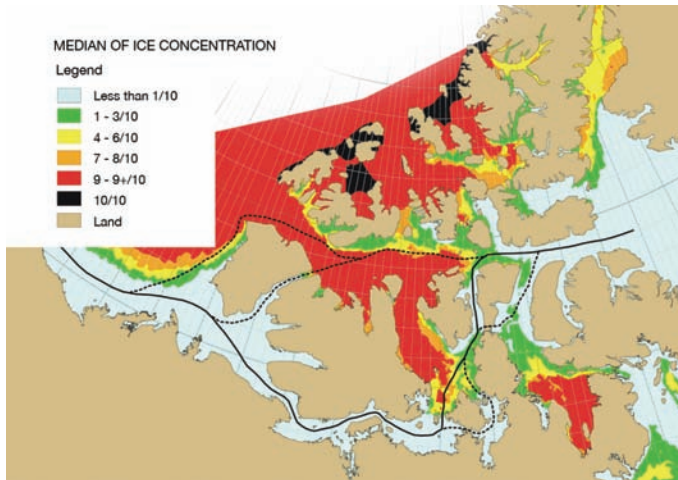 MEDIAN OF ICE CONCENTRATION
Legend
Less than 1/10
1 - 3/10
4 - 6/10
7 - 8/10
9 - 9+/10
10/10
Land